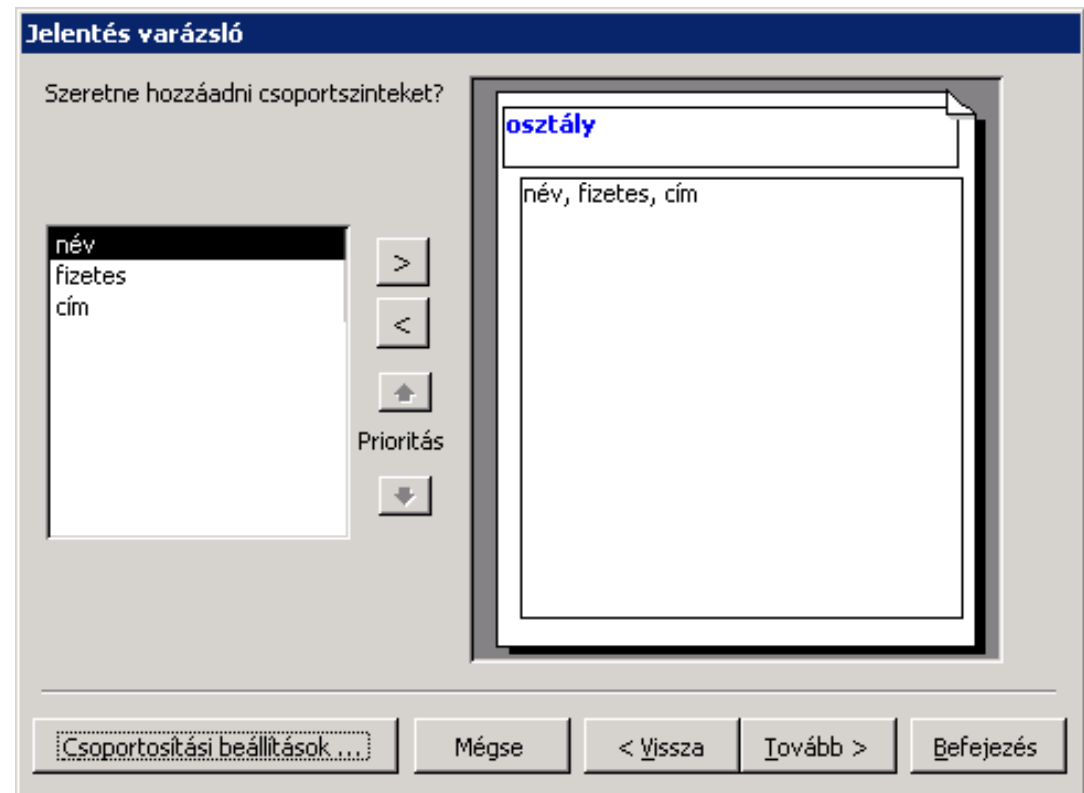 Jelentés varázsló
Szeretne hozzáadni csoportszinteket?
osztály
név, fizetes, cím
név
fizetes
cím
>
<
Prioritás
Csoportosítási beállítások ...
Mégse
< Vissza
Tovább >
Befejezés